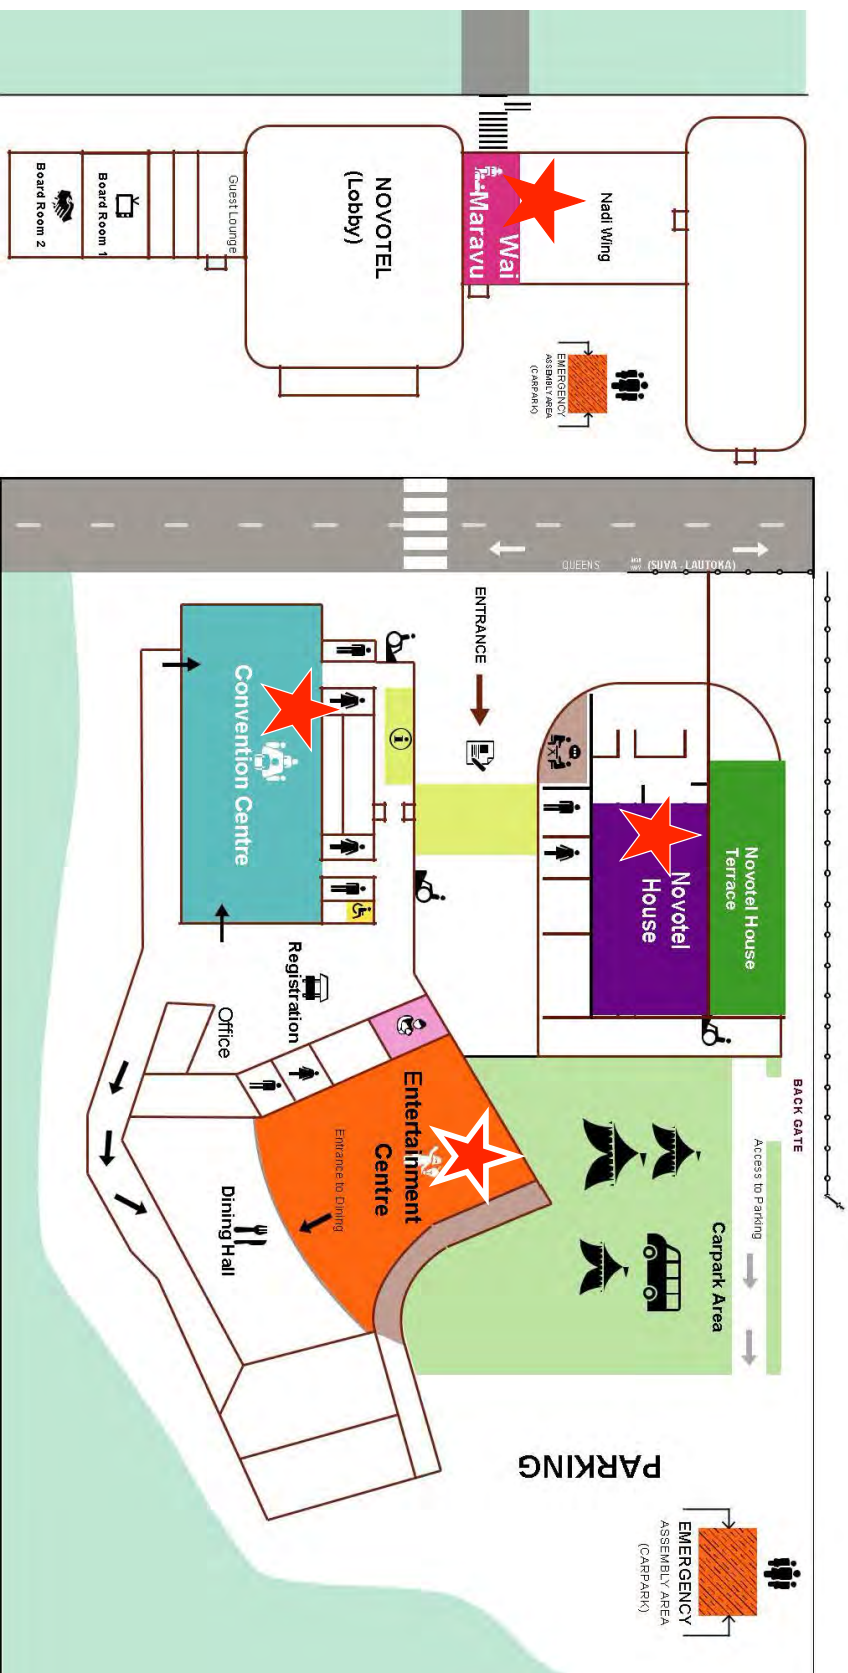 Board Room 2
Board Room 1
Guest Lounge
NOVOTEL
(Lobby)
Wai
Maravu
Nadi Wing
EMERGENCY
ASSEMBLY AREA
(CARPARK)
QUEENS
(SUVA - LAUTOKA)
ENTRANCE
Convention Centre
i
Novotel
House
Novotel House
Terrace
Registration
Office
Entertainment
Centre
Entrance to Dining
Dining Hall
BACK GATE
Access to Parking
Carpark Area
PARKING
EMERGENCY
ASSEMBLY AREA
(CARPARK)